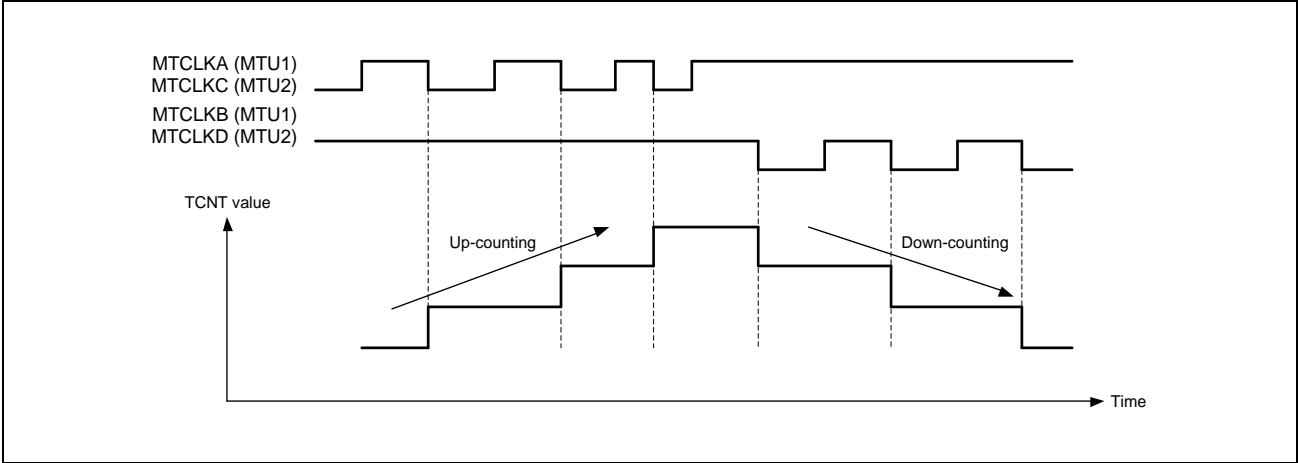 MTCLKA (MTU1)
MTCLKC (MTU2)
MTCLKB (MTU1)
MTCLKD (MTU2)
TCNT value
Up-counting
Down-counting
Time